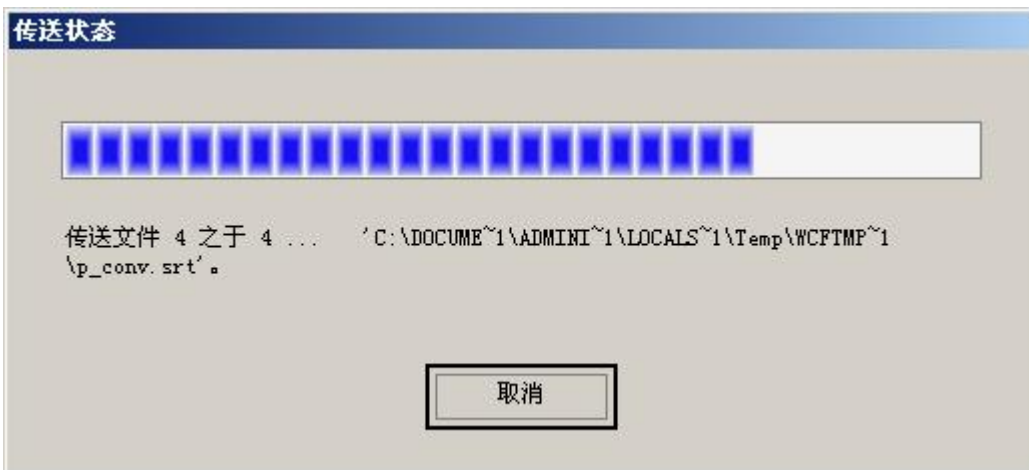 传送状态
传送文件 4 之于 4 ... 'C:\DOCUME~1\ADMINI~1\LOCALS~1\Temp\WCFTMP~1
\p_conv.srt'。
取消